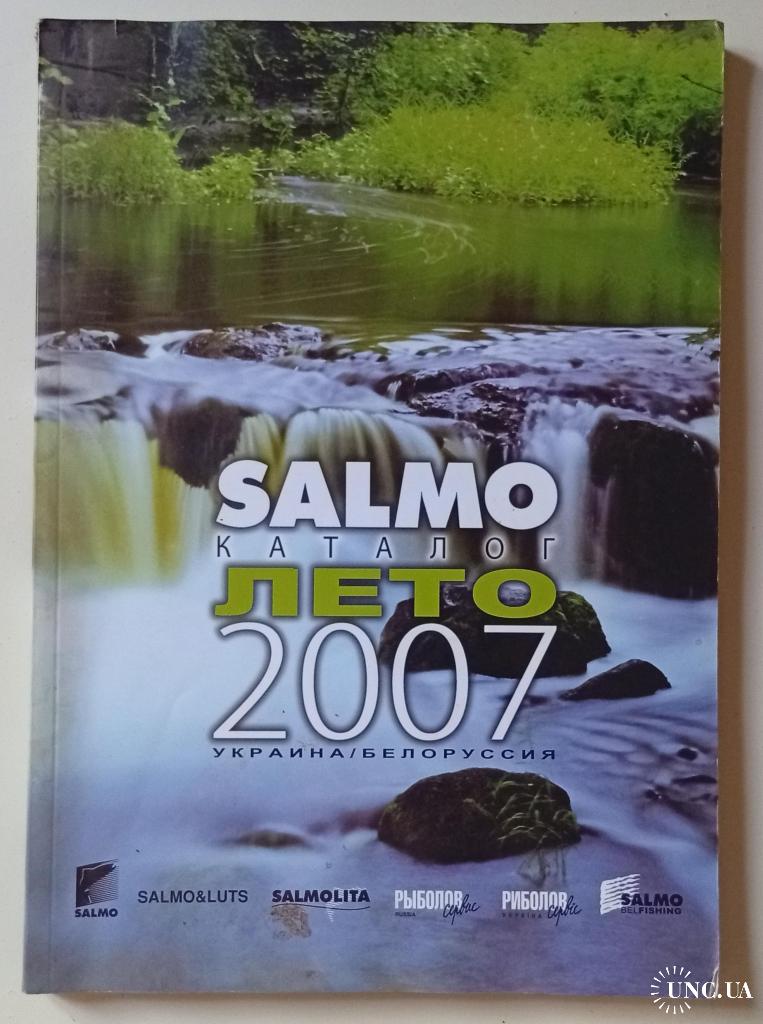 SALMO
КАТАЛОГ
ЛЕТО
2007
УКРАИНА/БЕЛОРУССИЯ
SALMO
SALMO&LUTS
SALMOLITA
РЫБОЛОВ
RUSSIA сервис
РИБОЛОВ
УКРАЇНА сервіс
SALMO
BELFISHING
UNC.UA